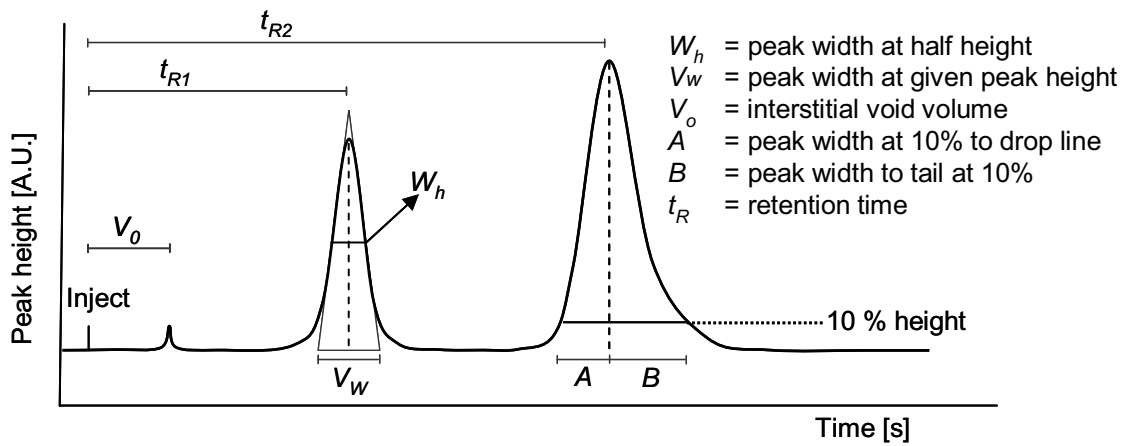 t_R2
t_R1
W_h = peak width at half height
V_W = peak width at given peak height
V_o = interstitial void volume
A = peak width at 10% to drop line
B = peak width to tail at 10%
t_R = retention time
W_h
V_0
Inject
10 % height
A
B
V_W
Peak height [A.U.]
Time [s]